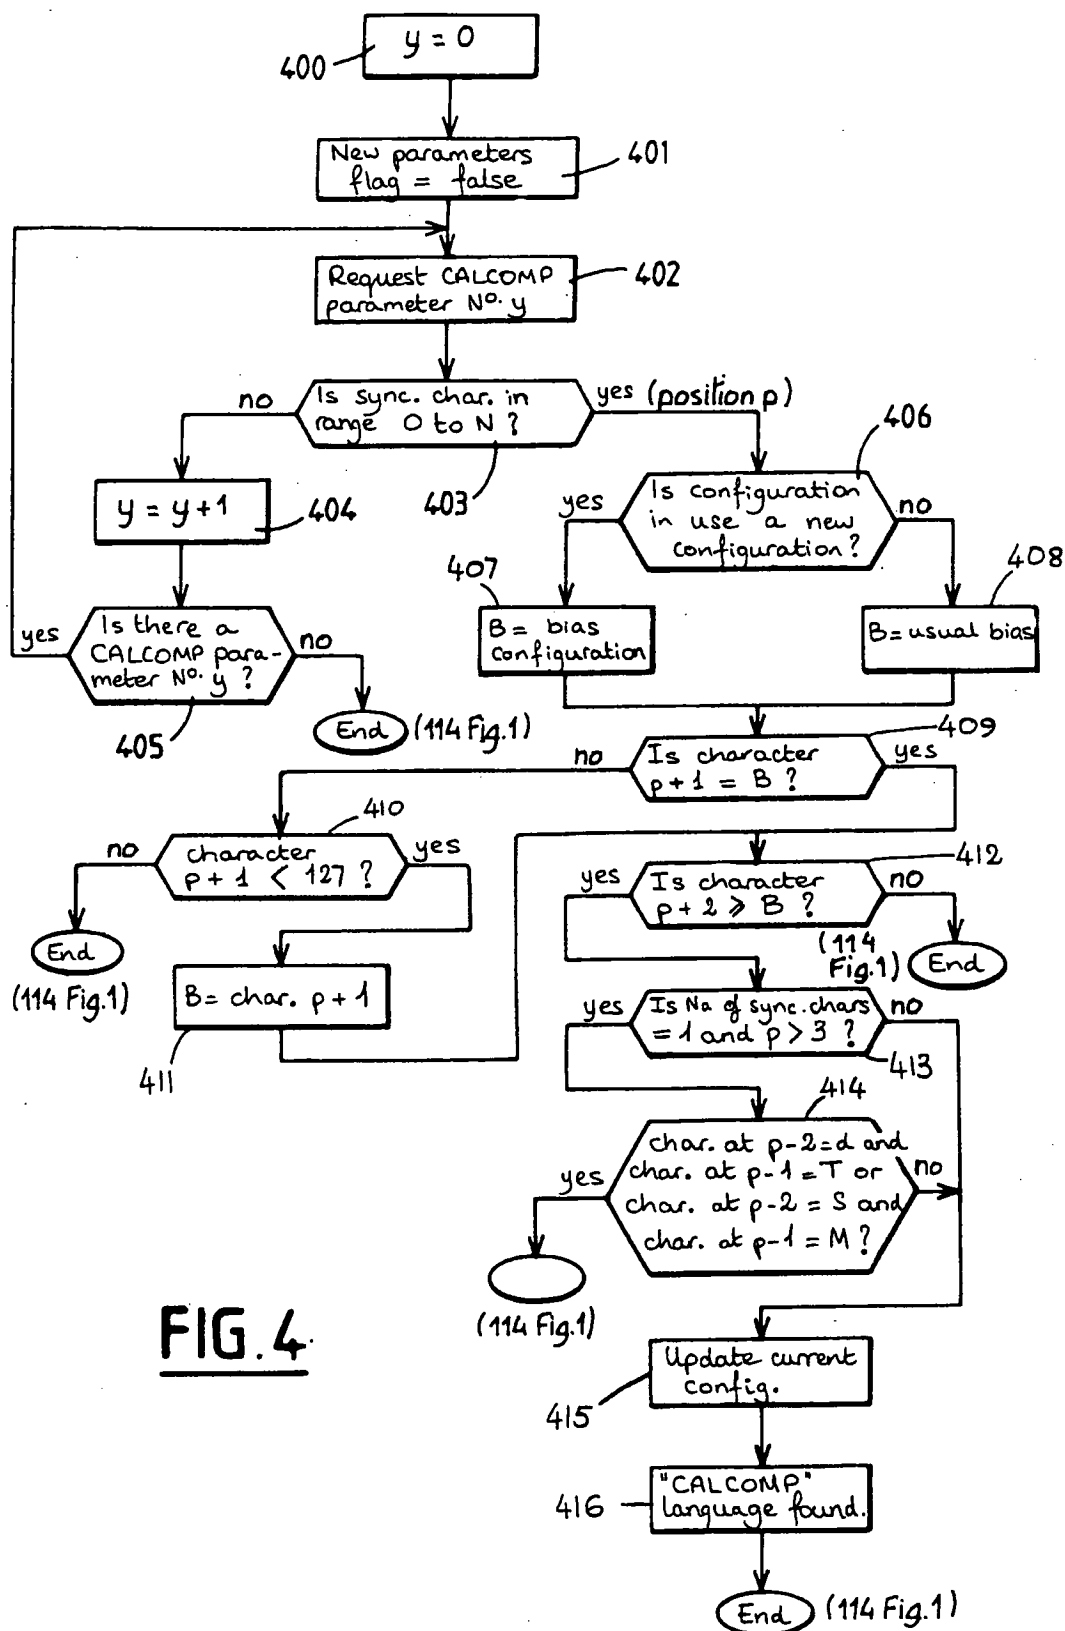 y = 0
400
New parameters
flag = false
401
Request CALCOMP
parameter Nº. y
402
Is sync. char. in
range 0 to N ?
no
yes (position p)
403
406
y = y+1
404
Is configuration
in use a new
configuration?
yes
no
407
408
B = bias
configuration
B = usual bias
Is there a
CALCOMP para-
meter Nº. y ?
yes
no
405
End (114 Fig.1)
409
Is character
p + 1 = B ?
no
yes
410
character
p + 1 < 127 ?
no
yes
412
Is character
p + 2 ⩾ B ?
yes
no
End
(114 Fig.1)
(114
Fig.1)
End
B = char. p + 1
411
Is No of sync. chars
= 1 and p > 3 ?
yes
no
413
414
char. at p-2 = d and
char. at p-1 = T or
char. at p-2 = S and
char. at p-1 = M ?
yes
no
(114 Fig.1)
FIG. 4
Update current
config.
415
"CALCOMP"
language found.
416
End (114 Fig.1)